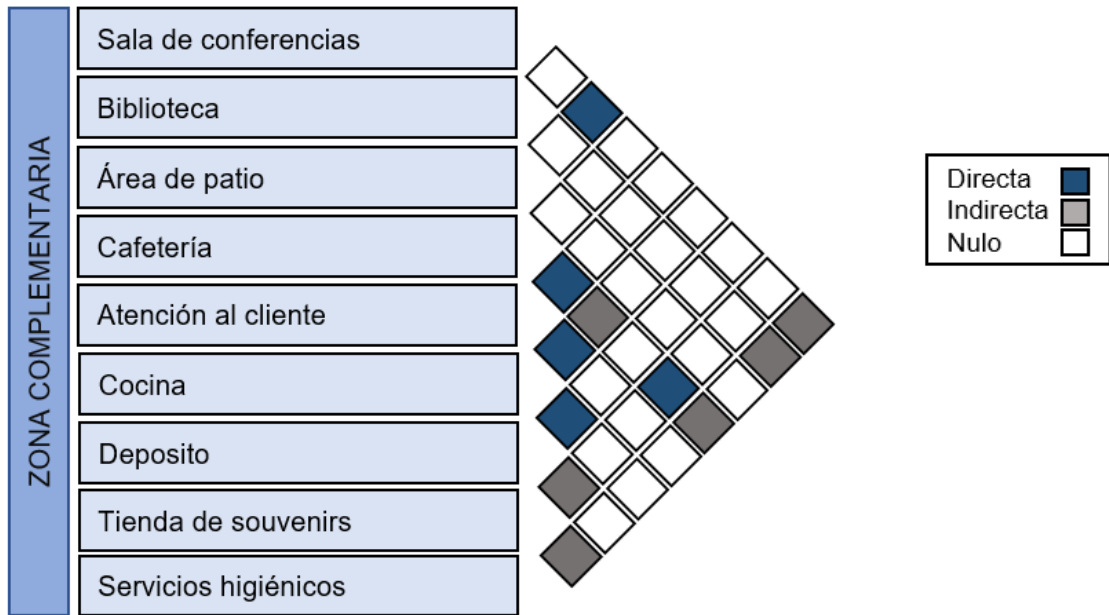 ZONA COMPLEMENTARIA
Sala de conferencias
Biblioteca
Área de patio
Cafetería
Atención al cliente
Cocina
Deposito
Tienda de souvenirs
Servicios higiénicos
Directa
Indirecta
Nulo